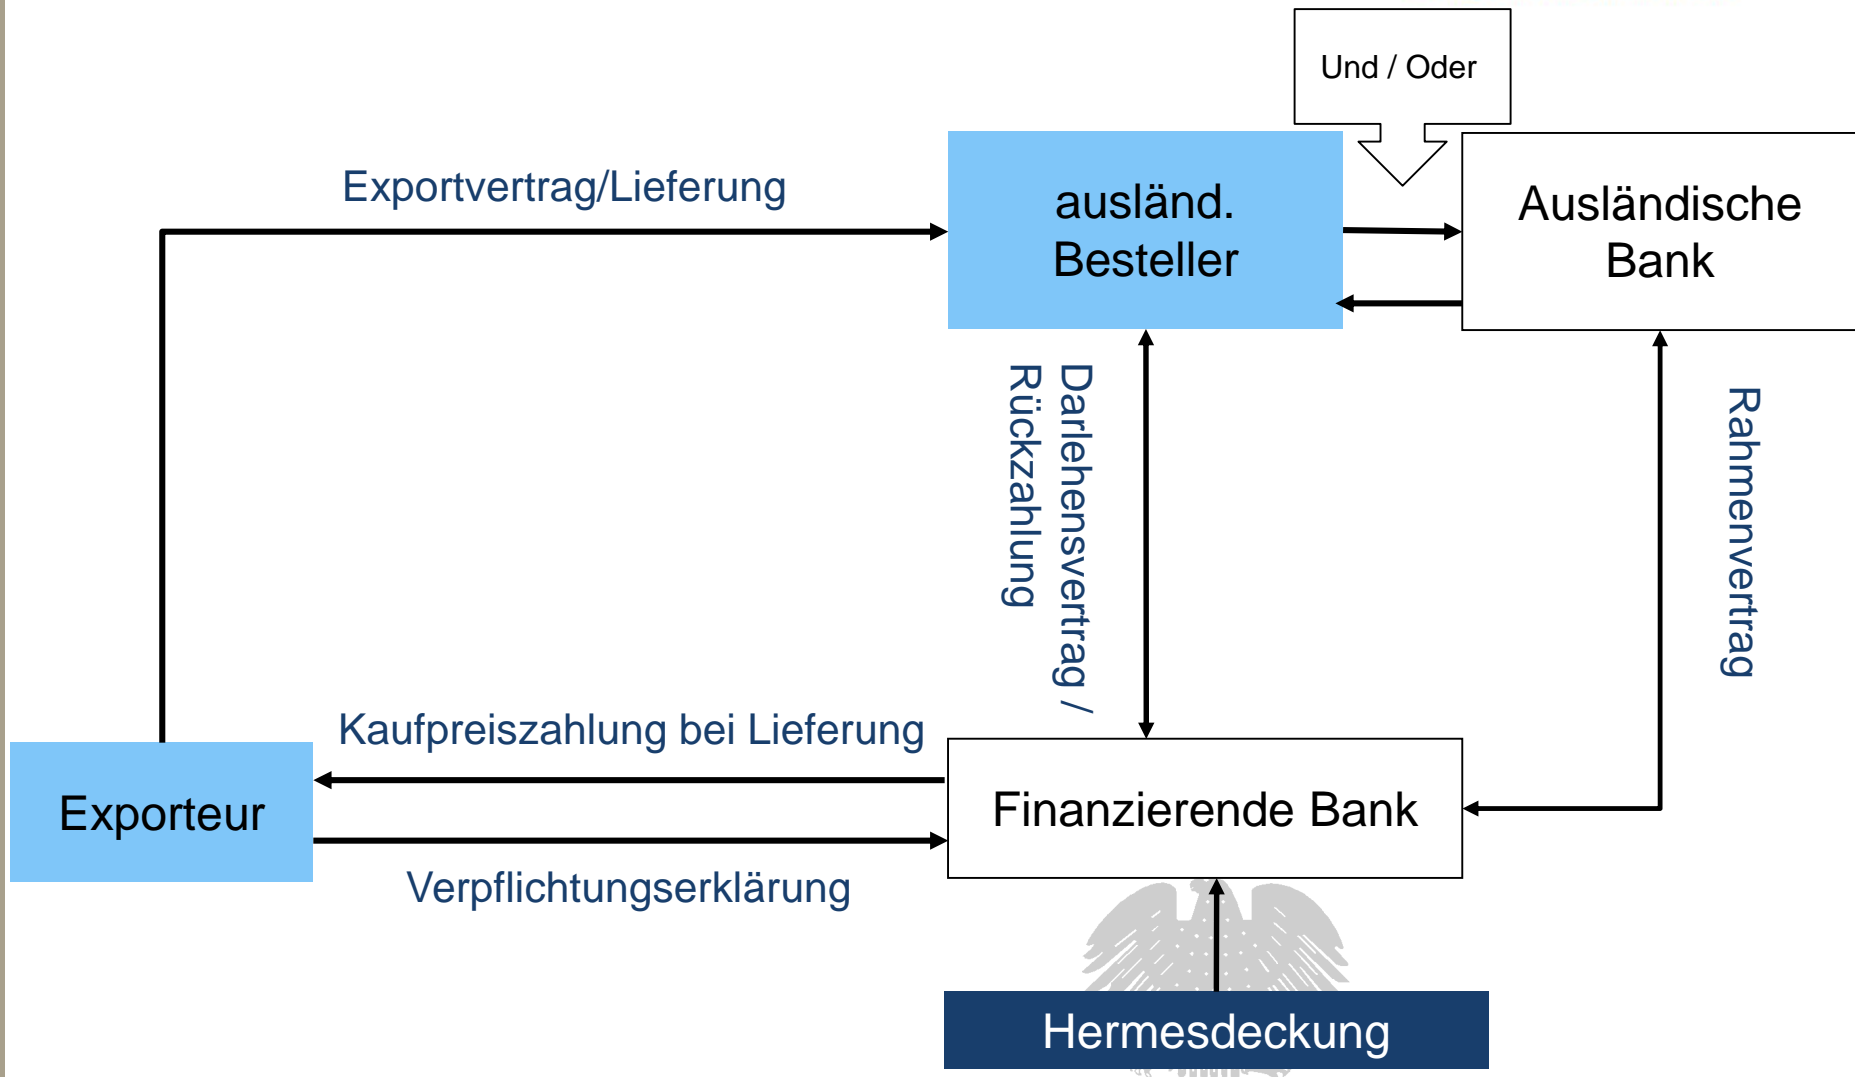 Und / Oder
Exportvertrag/Lieferung
ausländ.
Besteller
Ausländische
Bank
Darlehensvertrag /
Rückzahlung
Rahmenvertrag
Kaufpreiszahlung bei Lieferung
Exporteur
Finanzierende Bank
Verpflichtungserklärung
Hermesdeckung